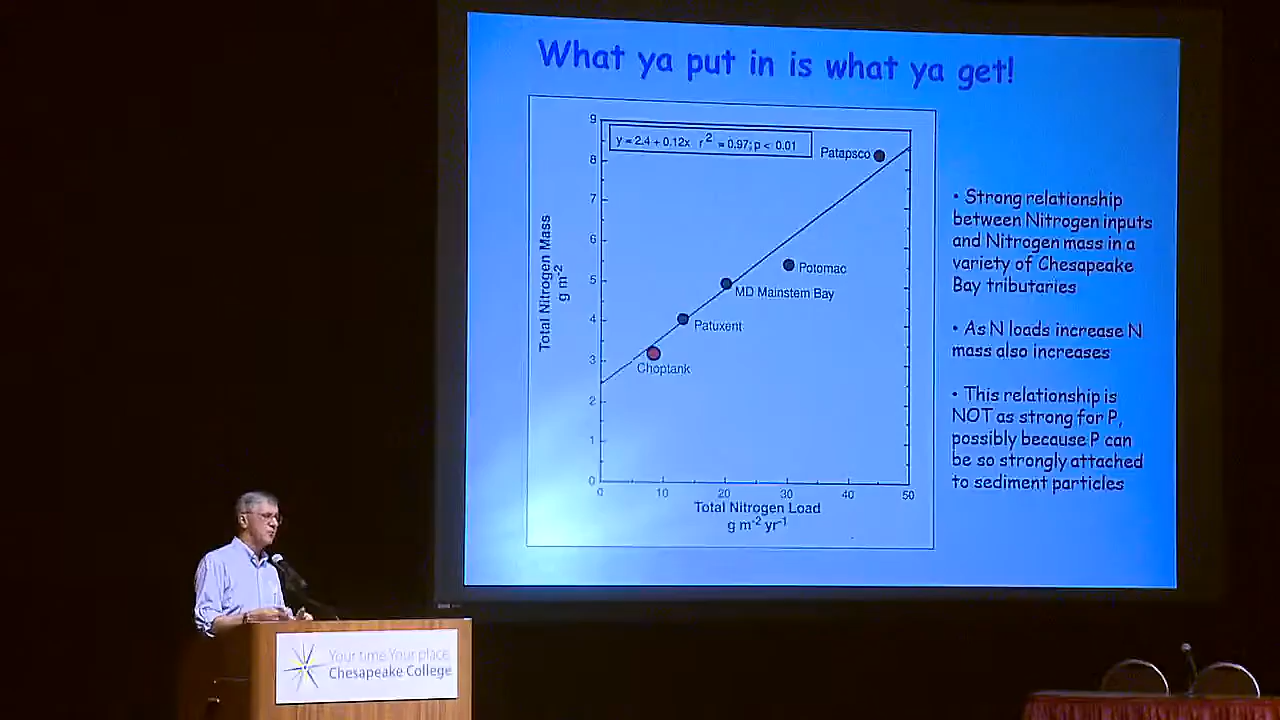 What ya put in is what ya get!
y = 2.4 + 0.12x r2 = 0.97; p < 0.01
9
8
7
6
5
4
3
2
1
0
Total Nitrogen Mass
g m-2
Patapsco
Potomac
MD Mainstem Bay
Patuxent
Choptank
0 10 20 30 40 50
Total Nitrogen Load
g m-2 yr-1
• Strong relationship
between Nitrogen inputs
and Nitrogen mass in a
variety of Chesapeake
Bay tributaries
• As N loads increase N
mass also increases
• This relationship is
NOT as strong for P,
possibly because P can
be so strongly attached
to sediment particles
Your time. Your place.
Chesapeake College